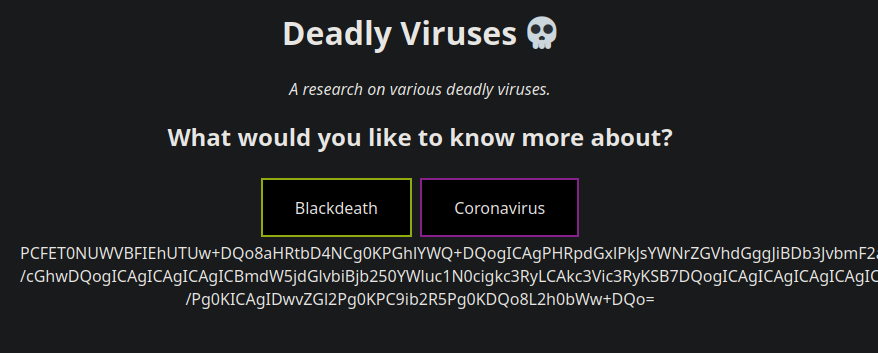 Deadly Viruses 💀
A research on various deadly viruses.
What would you like to know more about?
Blackdeath Coronavirus
PCFET0NUWVBFIEhUTUw+DQo8aHRtbD4NCg0KPGhlYWQ+DQogICAgPHRpdGxlPkJsYWNrZGVhdGggJiBDb3JvbmF2a
/cGhwDQogICAgICAgICAgICBmdW5jdGlvbiBjb250YWluc1N0cigkc3RyLCAkc3Vic3RyKSB7DQogICAgICAgICAgICAgIC
/Pg0KICAgIDwvZGl2Pg0KPC9ib2R5Pg0KDQo8L2h0bWw+DQo=